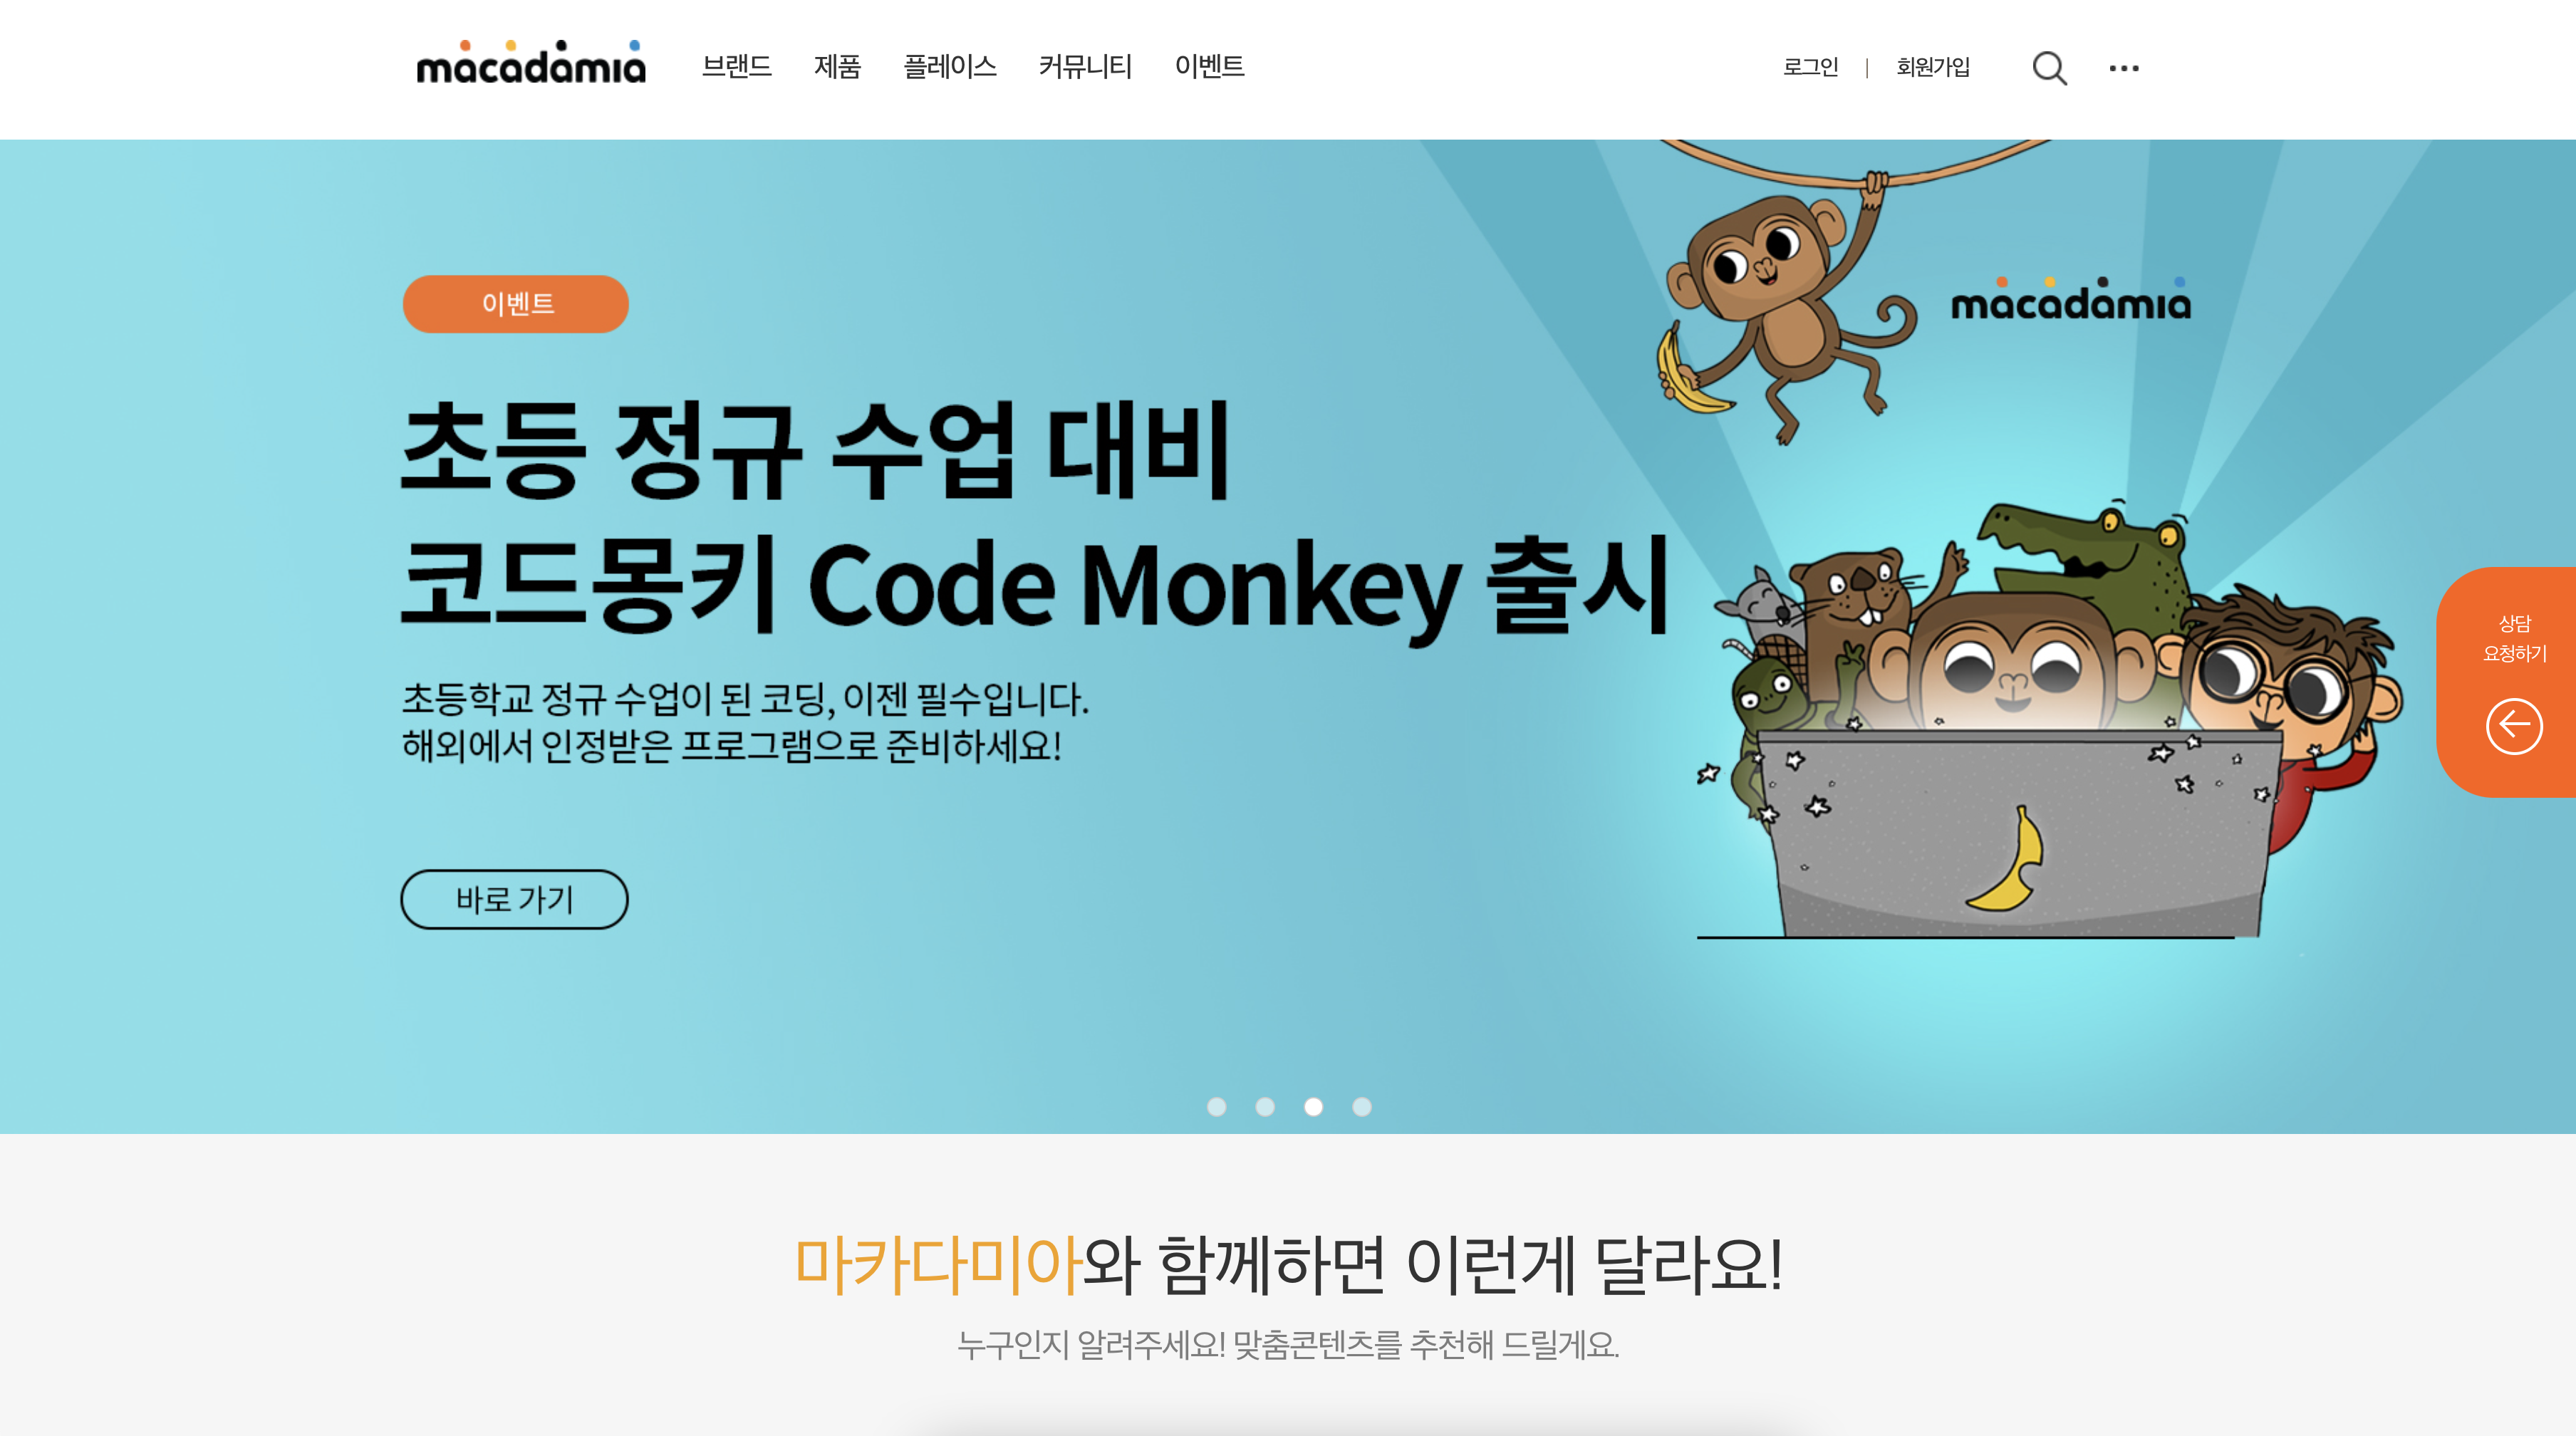 macadamia
브랜드 제품 플레이스 커뮤니티 이벤트
로그인 | 회원가입
이벤트
초등 정규 수업 대비
코드몽키 Code Monkey 출시
초등학교 정규 수업이 된 코딩, 이젠 필수입니다.
해외에서 인정받은 프로그램으로 준비하세요!
바로 가기
macadamia
상담
요청하기
마카다미아와 함께하면 이런게 달라요!
누구인지 알려주세요! 맞춤콘텐츠를 추천해 드릴게요.